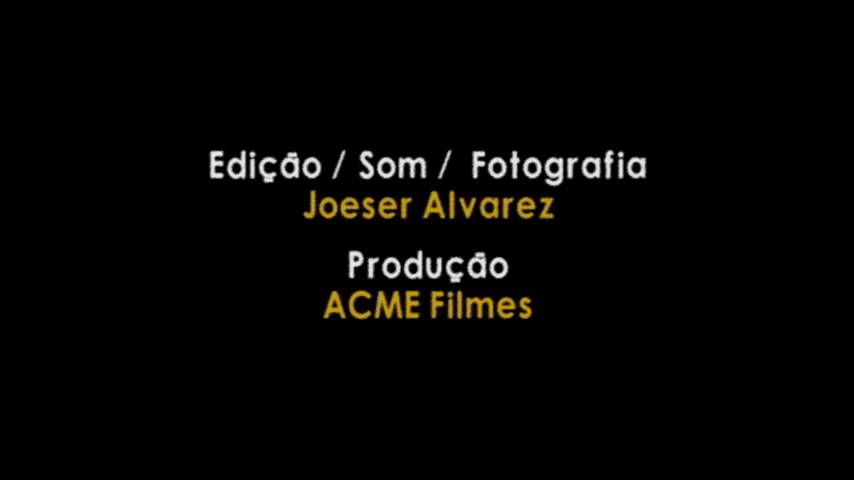 Edição / Som / Fotografia
Joeser Alvarez
Produção
ACME Filmes